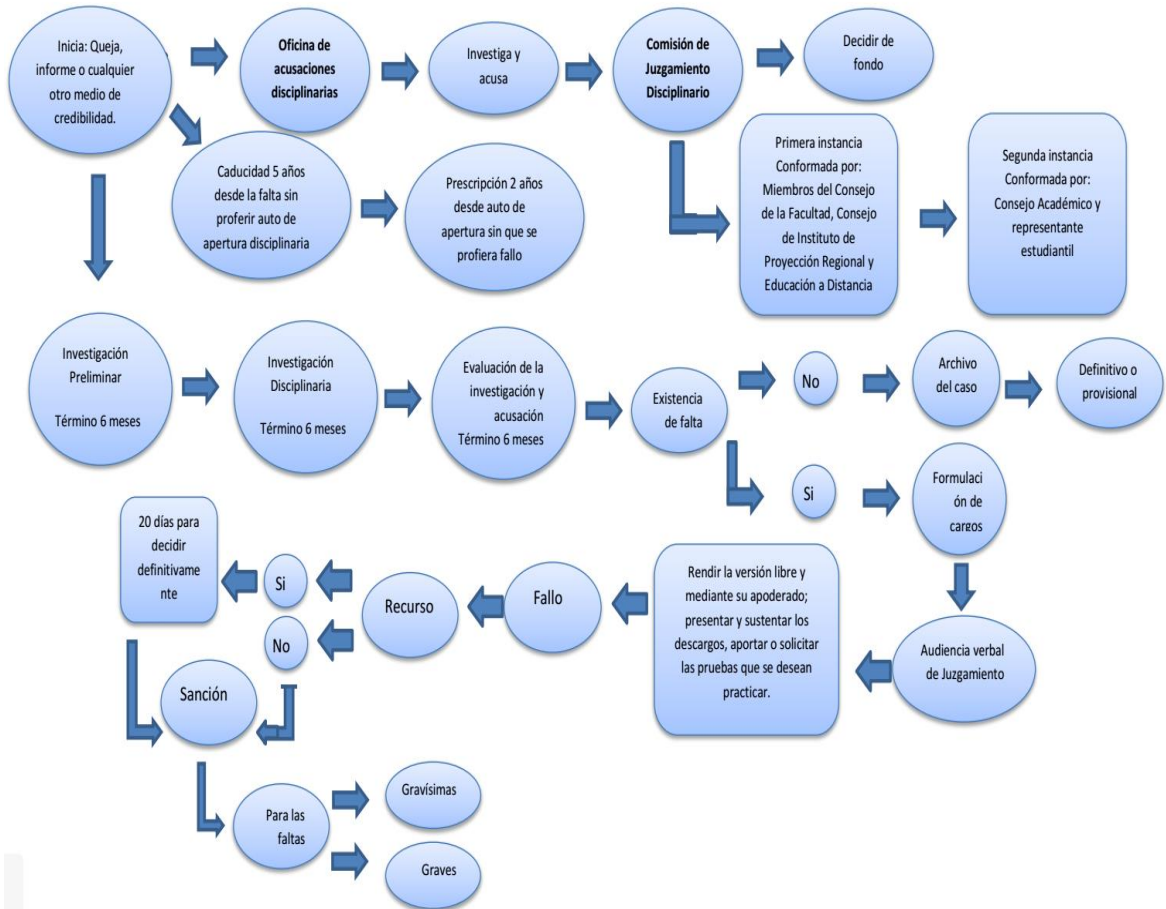 Inicia: Queja,
informe o cualquier
otro medio de
credibilidad.
Oficina de
acusaciones
disciplinarias
Investiga y
acusa
Comisión de
Juzgamiento
Disciplinario
Decidir de
fondo
Caducidad 5 años
desde la falta sin
proferir auto de
apertura disciplinaria
Prescripción 2 años
desde auto de
apertura sin que se
profiera fallo
Primera instancia
Conformada por:
Miembros del Consejo
de la Facultad, Consejo
de Instituto de
Proyección Regional y
Educación a Distancia
Segunda instancia
Conformada por:
Consejo Académico y
representante
estudiantil
Investigación
Preliminar
Término 6 meses
Investigación
Disciplinaria
Término 6 meses
Evaluación de la
investigación y
acusación
Término 6 meses
Existencia
de falta
No
Archivo
del caso
Definitivo o
provisional
Si
Formulaci
ón de
cargos
Audiencia verbal
de Juzgamiento
Rendir la versión libre y
mediante su apoderado;
presentar y sustentar los
descargos, aportar o solicitar
las pruebas que se desean
practicar.
Fallo
Recurso
Si
No
20 días para
decidir
definitivame
nte
Sanción
Para las
faltas
Gravísimas
Graves